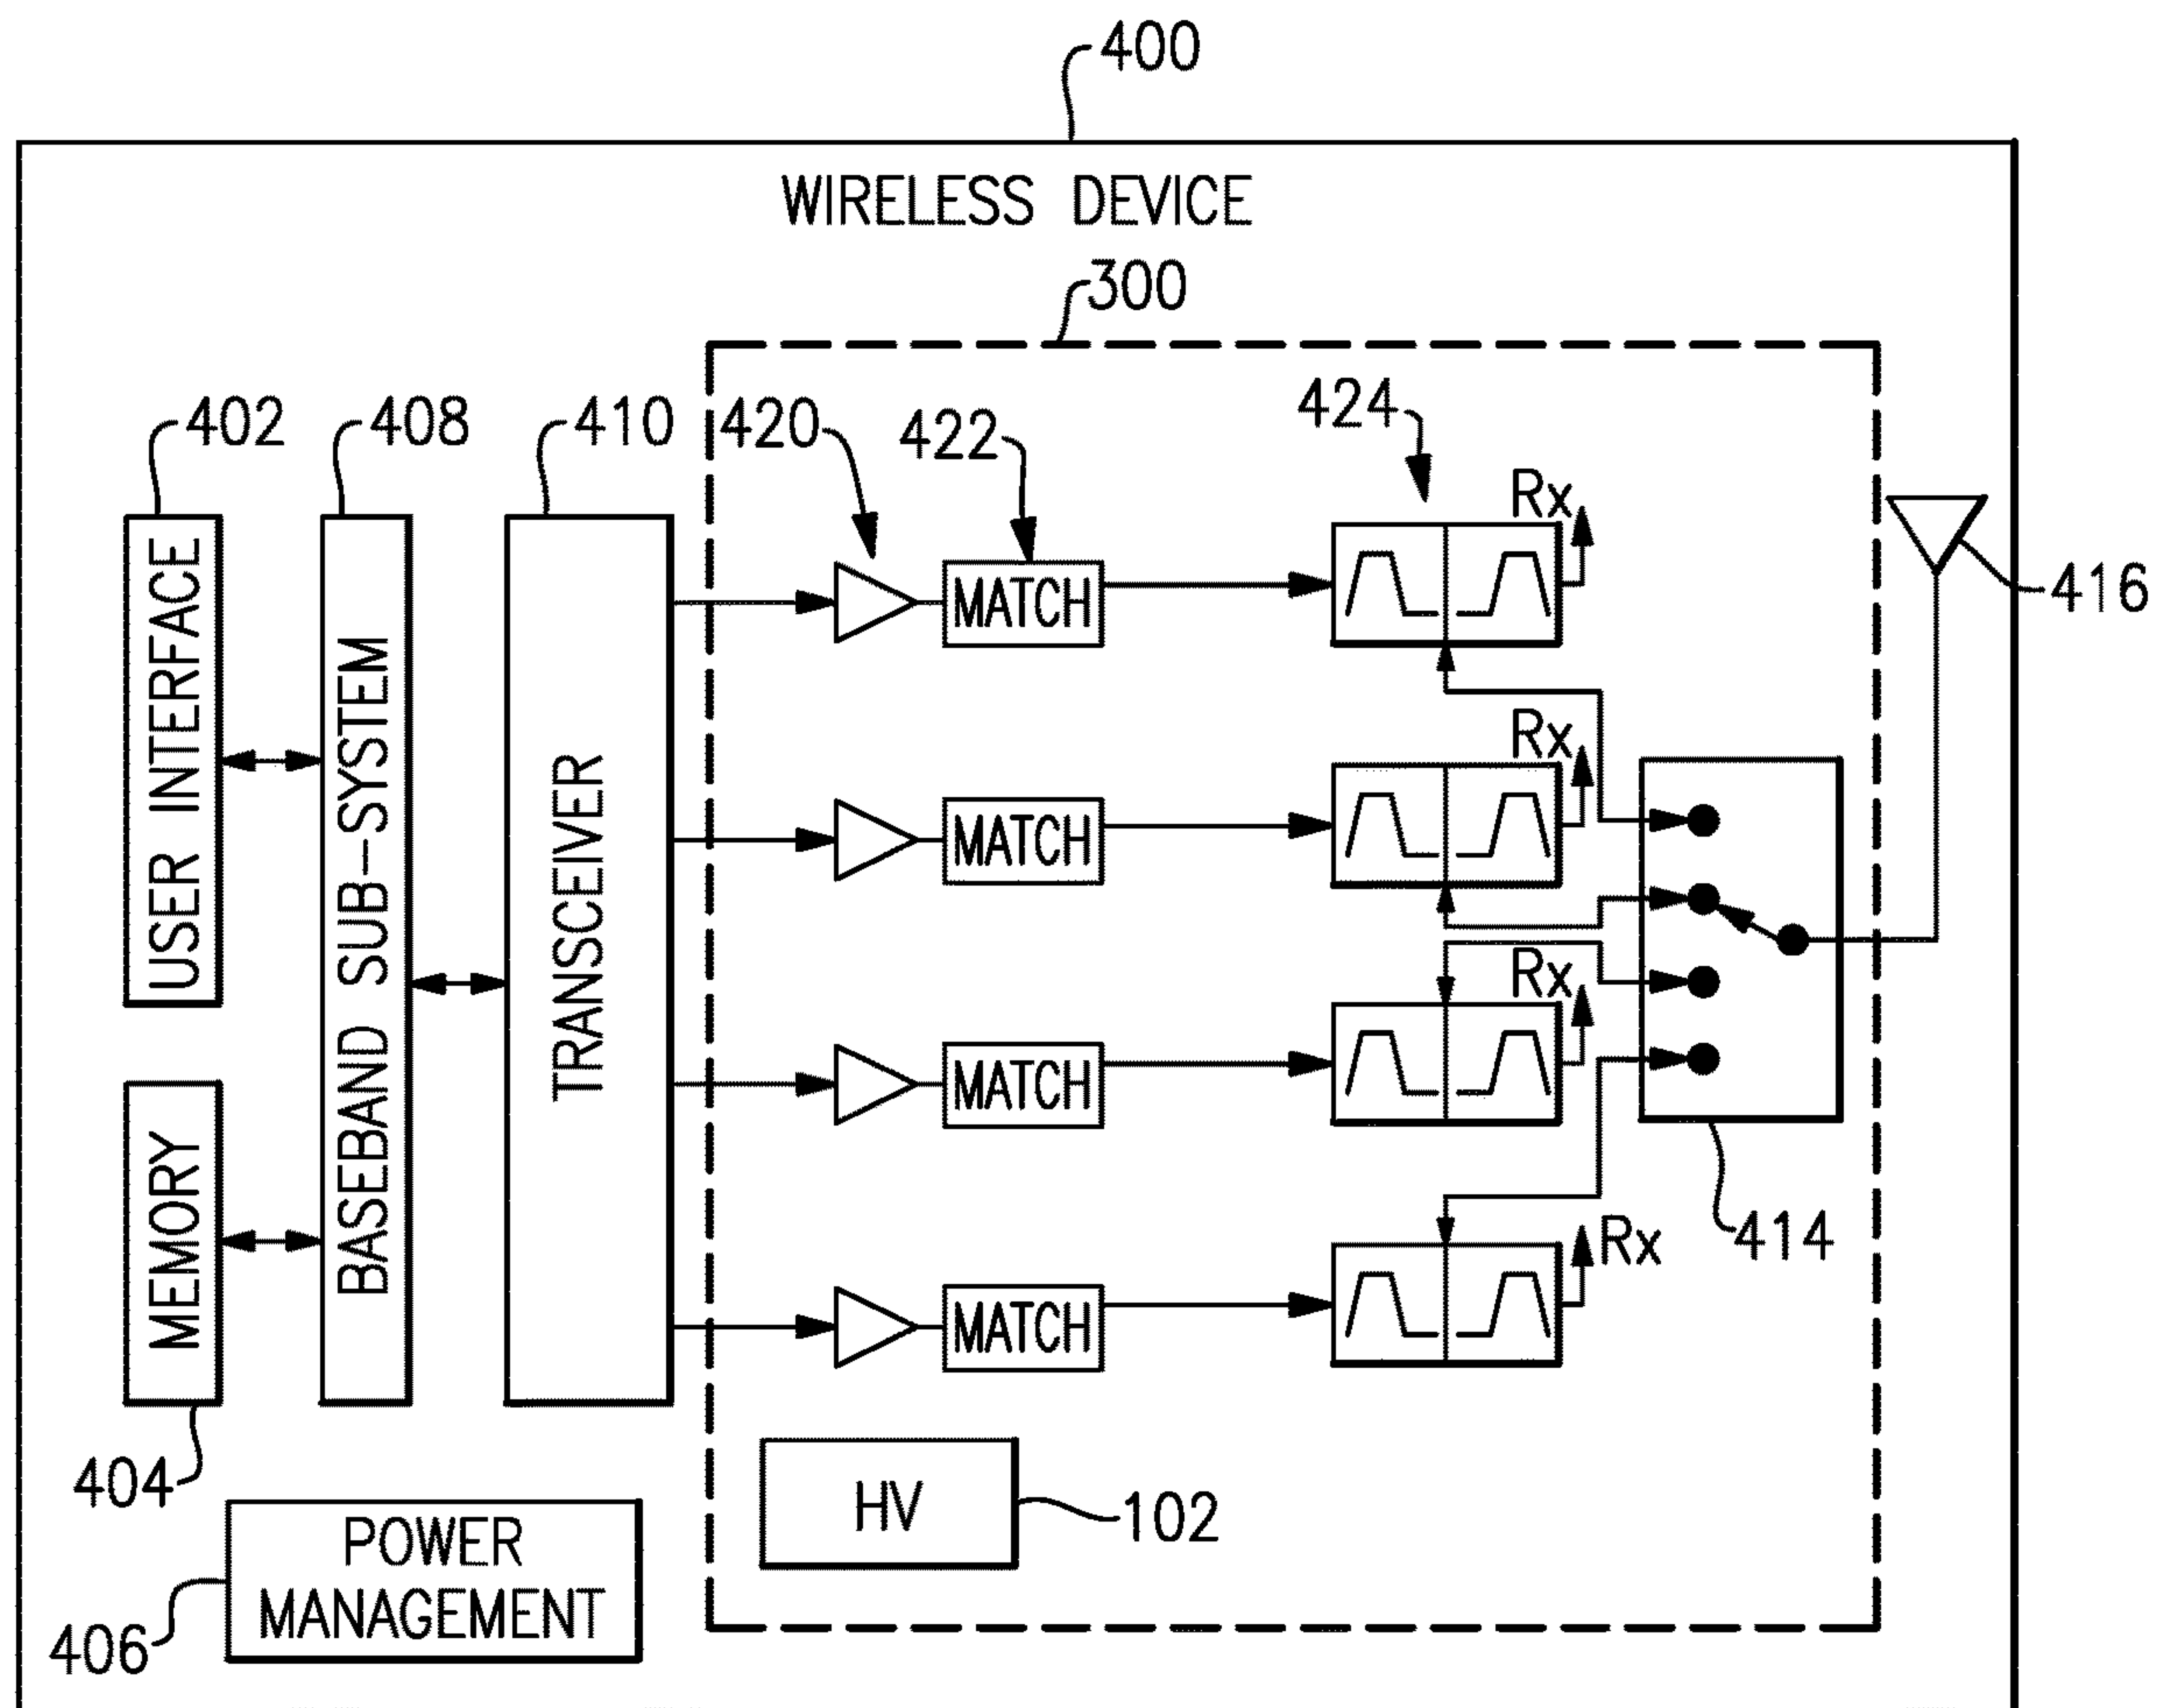 400
WIRELESS DEVICE
300
402
408
410
420
422
424
416
USER INTERFACE
BASEBAND SUB-SYSTEM
TRANSCEIVER
MATCH
Rx
MATCH
Rx
MATCH
Rx
MATCH
Rx
414
MEMORY
404
HV
102
POWER
MANAGEMENT
406